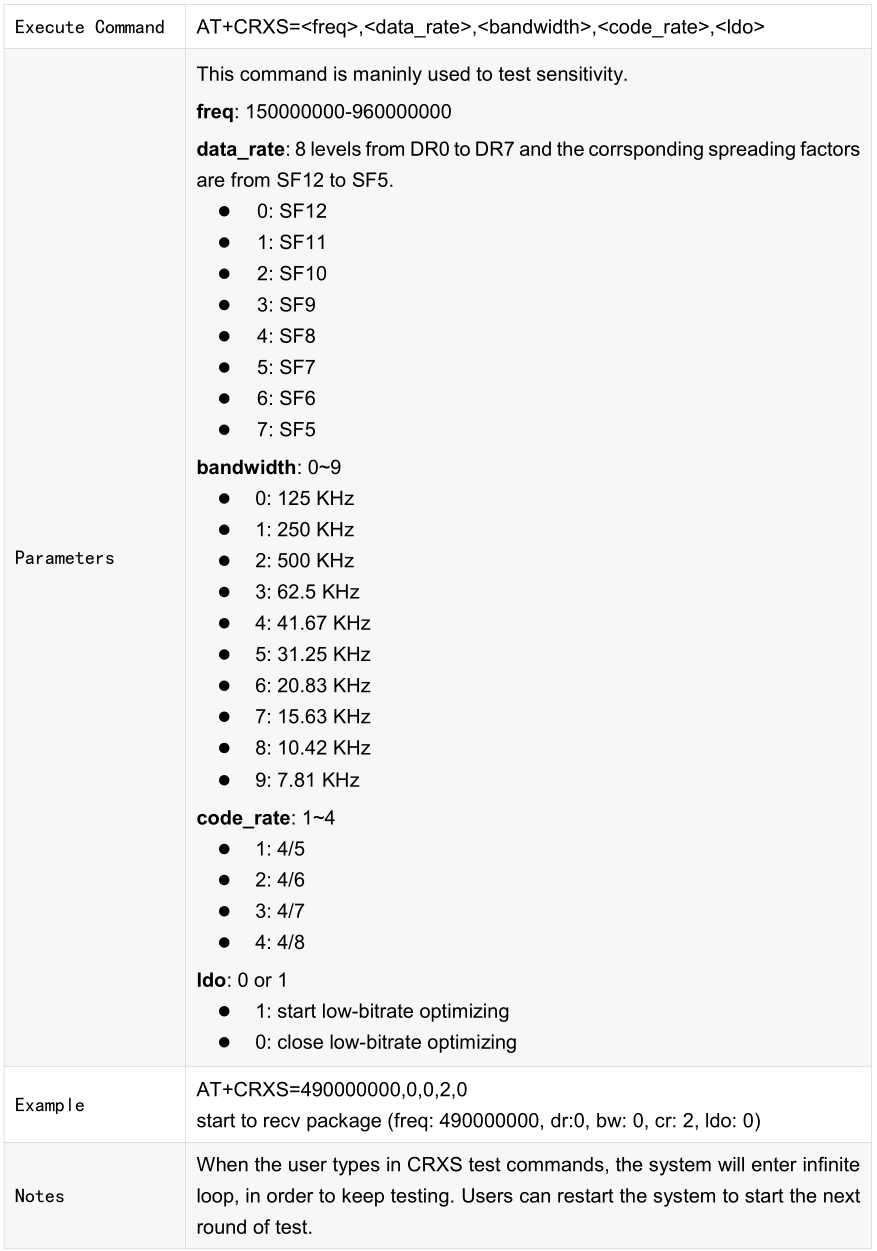 Execute Command
AT+CRXS=<freq>,<data_rate>,<bandwidth>,<code_rate>,<ldo>
Parameters
This command is maninly used to test sensitivity.
freq: 150000000-960000000
data_rate: 8 levels from DR0 to DR7 and the corrsponding spreading factors
are from SF12 to SF5.
● 0: SF12
● 1: SF11
● 2: SF10
● 3: SF9
● 4: SF8
● 5: SF7
● 6: SF6
● 7: SF5
bandwidth: 0~9
● 0: 125 KHz
● 1: 250 KHz
● 2: 500 KHz
● 3: 62.5 KHz
● 4: 41.67 KHz
● 5: 31.25 KHz
● 6: 20.83 KHz
● 7: 15.63 KHz
● 8: 10.42 KHz
● 9: 7.81 KHz
code_rate: 1~4
● 1: 4/5
● 2: 4/6
● 3: 4/7
● 4: 4/8
ldo: 0 or 1
● 1: start low-bitrate optimizing
● 0: close low-bitrate optimizing
Example
AT+CRXS=490000000,0,0,2,0
start to recv package (freq: 490000000, dr:0, bw: 0, cr: 2, ldo: 0)
Notes
When the user types in CRXS test commands, the system will enter infinite
loop, in order to keep testing. Users can restart the system to start the next
round of test.